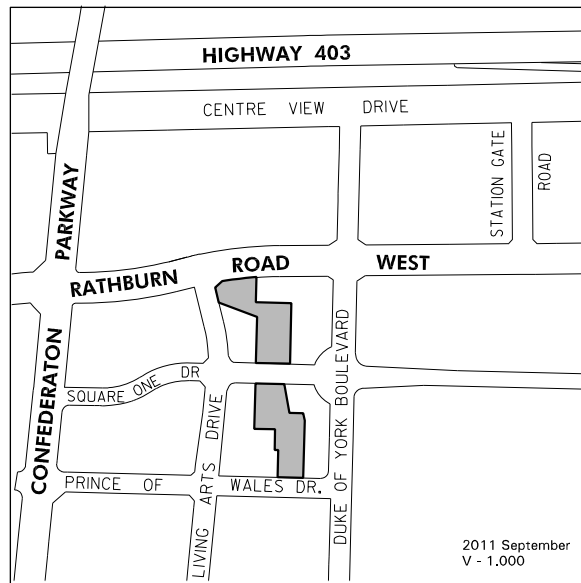 HIGHWAY 403
CENTRE VIEW DRIVE
STATION GATE ROAD
CONFEDERATON PARKWAY
RATHBURN ROAD WEST
SQUARE ONE DR
LIVING ARTS DRIVE
DUKE OF YORK BOULEVARD
PRINCE OF WALES DR.
2011 September
V - 1.000